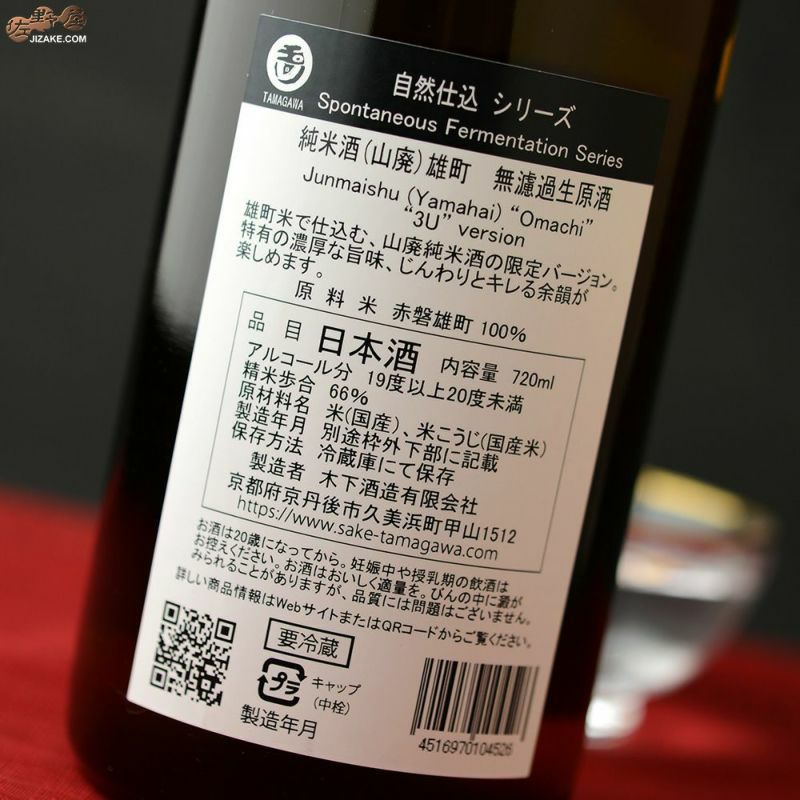 佐野屋
JIZAKE.COM
玉川
TAMAGAWA
自然仕込 シリーズ
Spontaneous Fermentation Series
純米酒(山廃)雄町 無濾過生原酒
Junmaishu (Yamahai) “Omachi”
“3U” version
雄町米で仕込む、山廃純米酒の限定バージョン。
特有の濃厚な旨味、じんわりとキレる余韻が
楽しめます。
原料米 赤磐雄町 100%
品目 日本酒 内容量 720ml
アルコール分 19度以上20度未満
精米歩合 66%
原材料名 米(国産)、米こうじ(国産米)
製造年月 別途枠外下部に記載
保存方法 冷蔵庫にて保存
製造者 木下酒造有限会社
京都府京丹後市久美浜町甲山1512
https://www.sake-tamagawa.com
お酒は20歳になってから。妊娠中や授乳期の飲酒は
お控えください。お酒はおいしく適量を。びんの中に澱が
みられることがありますが、品質には問題はございません。
詳しい商品情報はWebサイトまたはQRコードからご覧ください。
要冷蔵
プラ
キャップ
(中栓)
製造年月
4516970104526